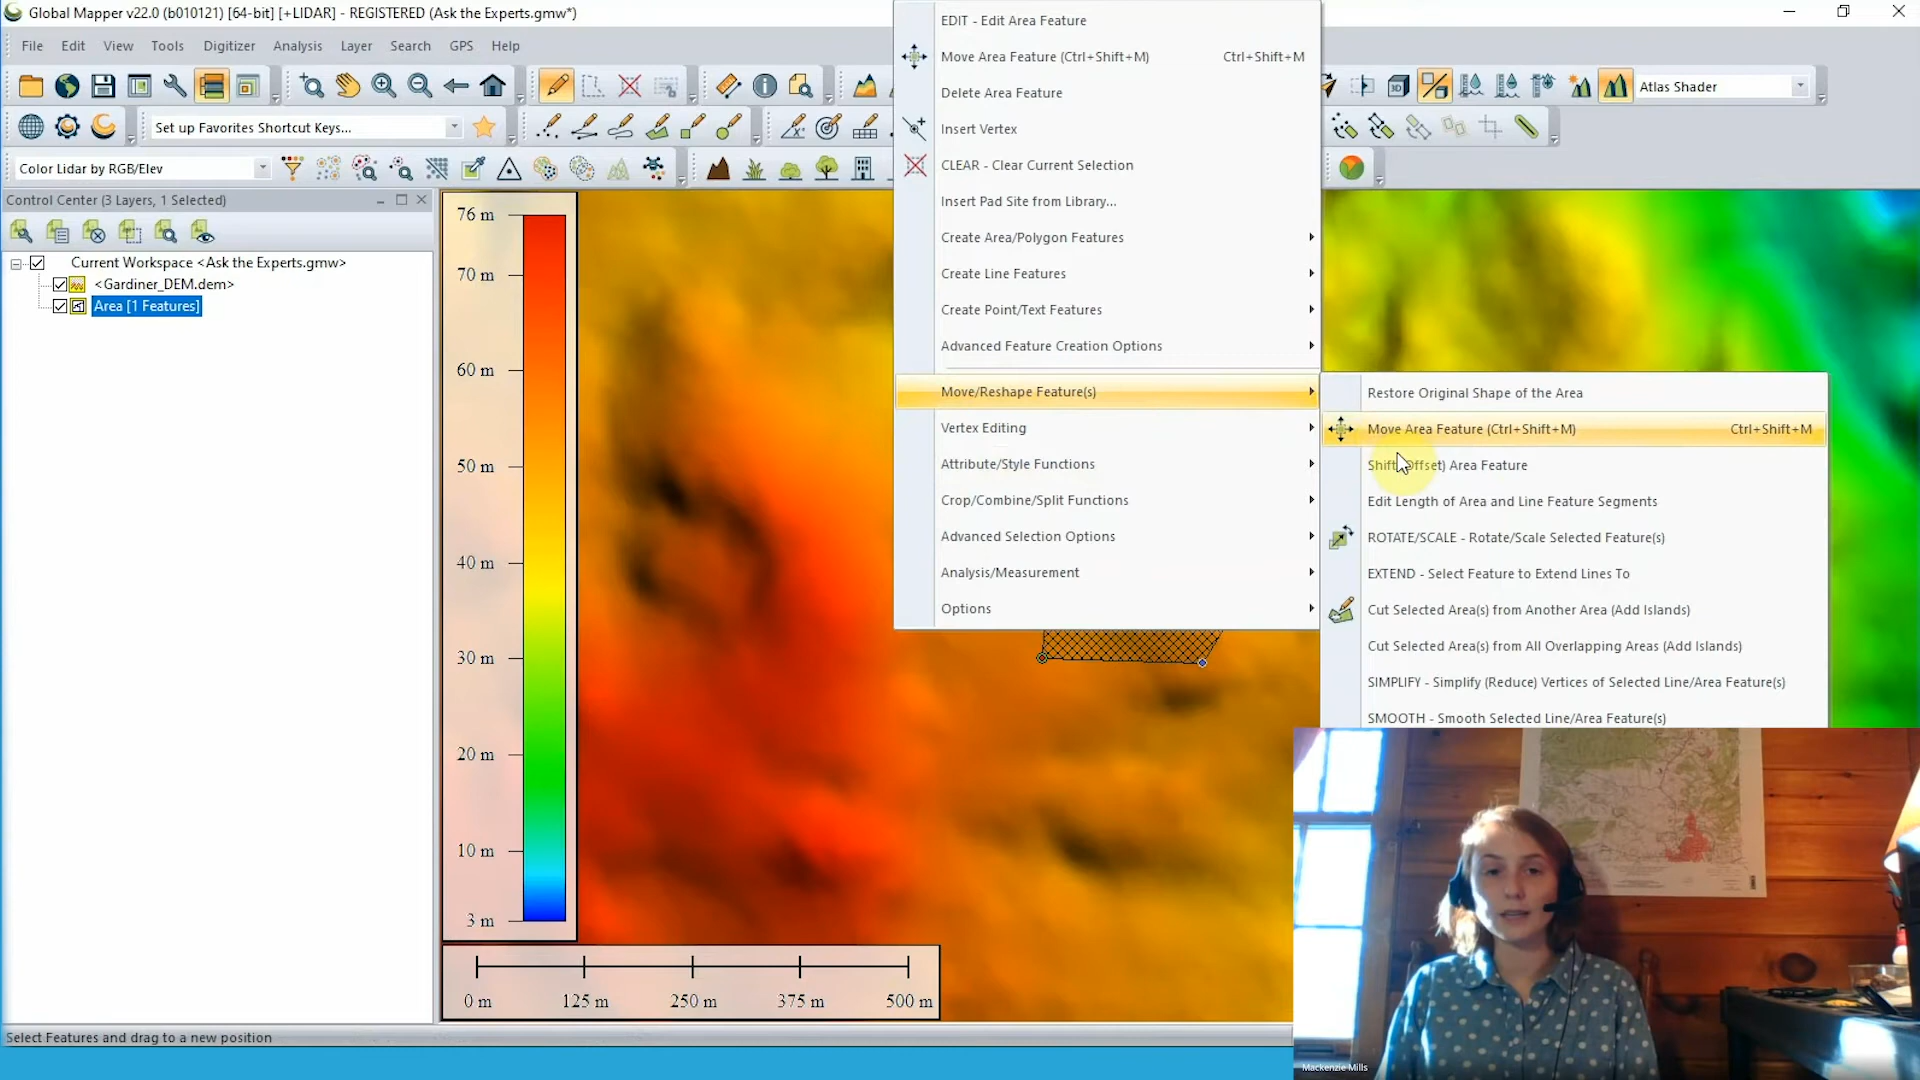 Global Mapper v22.0 (b010121) [64-bit] [+LIDAR] - REGISTERED (Ask the Experts.gmw*)
File Edit View Tools Digitizer Analysis Layer Search GPS Help
Atlas Shader
Set up Favorites Shortcut Keys...
Color Lidar by RGB/Elev
Control Center (3 Layers, 1 Selected)
Current Workspace <Ask the Experts.gmw>
<Gardiner_DEM.dem>
Area [1 Features]
76 m
70 m
60 m
50 m
40 m
30 m
20 m
10 m
3 m
0 m 125 m 250 m 375 m 500 m
EDIT - Edit Area Feature
Move Area Feature (Ctrl+Shift+M) Ctrl+Shift+M
Delete Area Feature
Insert Vertex
CLEAR - Clear Current Selection
Insert Pad Site from Library...
Create Area/Polygon Features
Create Line Features
Create Point/Text Features
Advanced Feature Creation Options
Move/Reshape Feature(s)
Vertex Editing
Attribute/Style Functions
Crop/Combine/Split Functions
Advanced Selection Options
Analysis/Measurement
Options
Restore Original Shape of the Area
Move Area Feature (Ctrl+Shift+M) Ctrl+Shift+M
Shift (Offset) Area Feature
Edit Length of Area and Line Feature Segments
ROTATE/SCALE - Rotate/Scale Selected Feature(s)
EXTEND - Select Feature to Extend Lines To
Cut Selected Area(s) from Another Area (Add Islands)
Cut Selected Area(s) from All Overlapping Areas (Add Islands)
SIMPLIFY - Simplify (Reduce) Vertices of Selected Line/Area Feature(s)
SMOOTH - Smooth Selected Line/Area Feature(s)
Select Features and drag to a new position
Mackenzie Mills